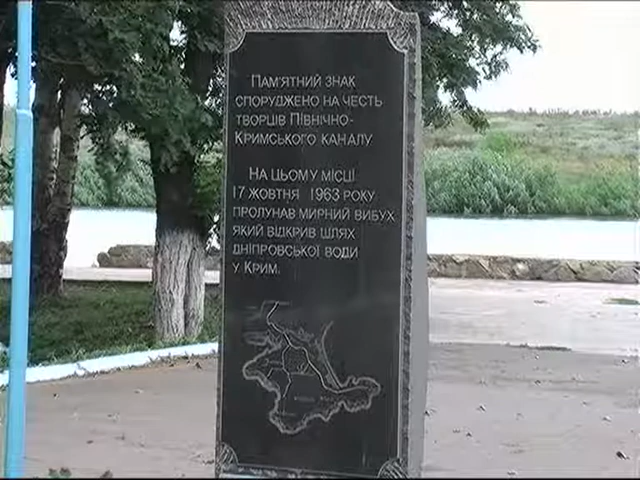 Пам'ятний знак
споруджено на честь
творців Північно-
Кримського каналу
На цьому місці
17 жовтня 1963 року
пролунав мирний вибух
який відкрив шлях
дніпровської води
у Крим.